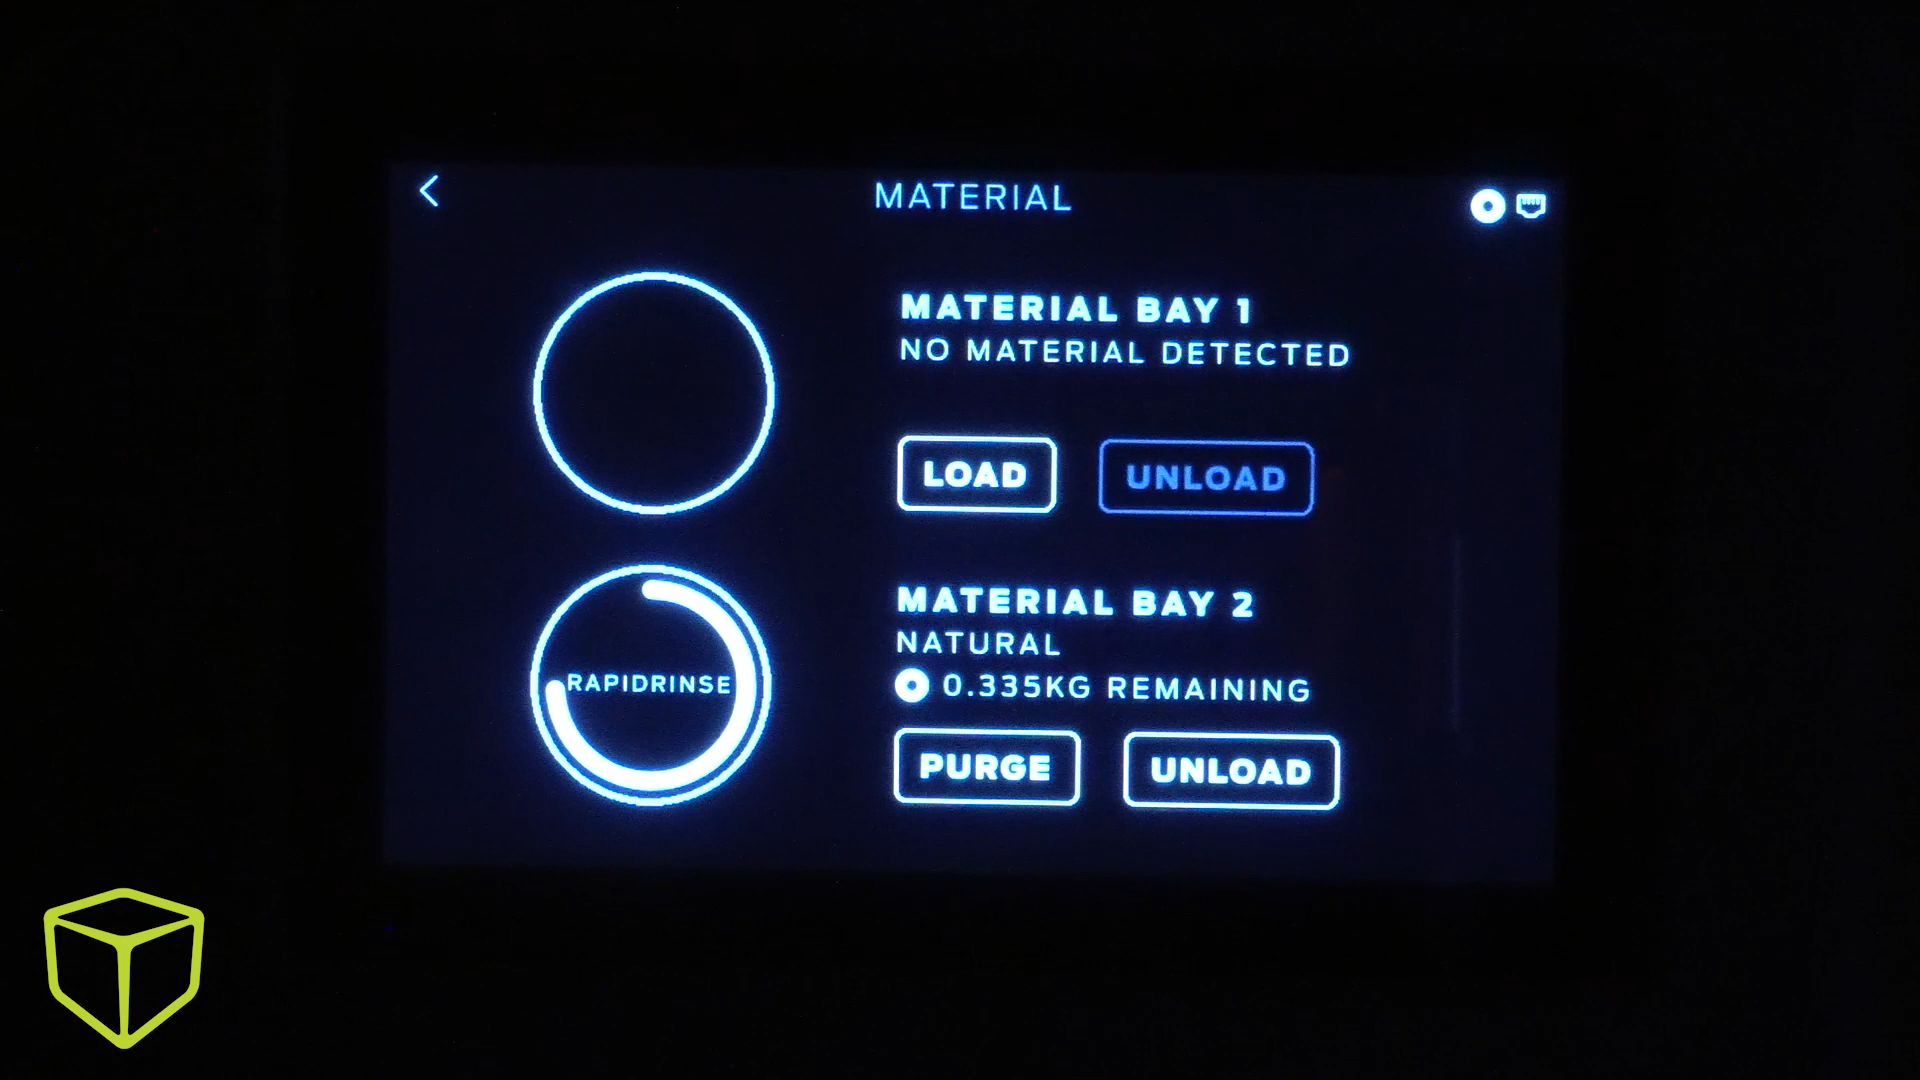 MATERIAL
MATERIAL BAY 1
NO MATERIAL DETECTED
LOAD UNLOAD
MATERIAL BAY 2
NATURAL
RAPIDRINSE
0.335KG REMAINING
PURGE UNLOAD